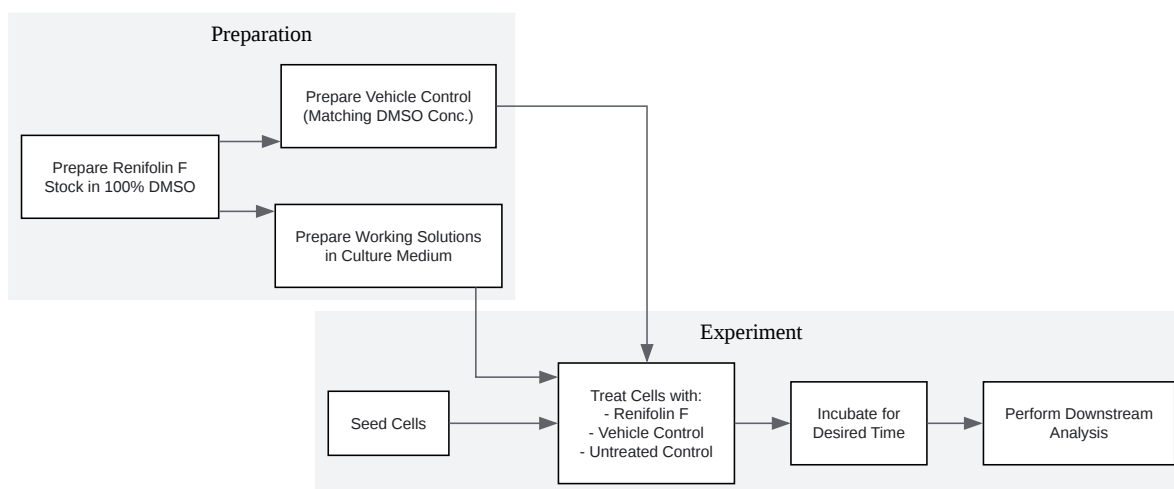 Preparation
Prepare Vehicle Control
(Matching DMSO Conc.)
Prepare Renifolin F
Stock in 100% DMSO
Prepare Working Solutions
in Culture Medium
Experiment
Seed Cells
Treat Cells with:
- Renifolin F
- Vehicle Control
- Untreated Control
Incubate for
Desired Time
Perform Downstream
Analysis